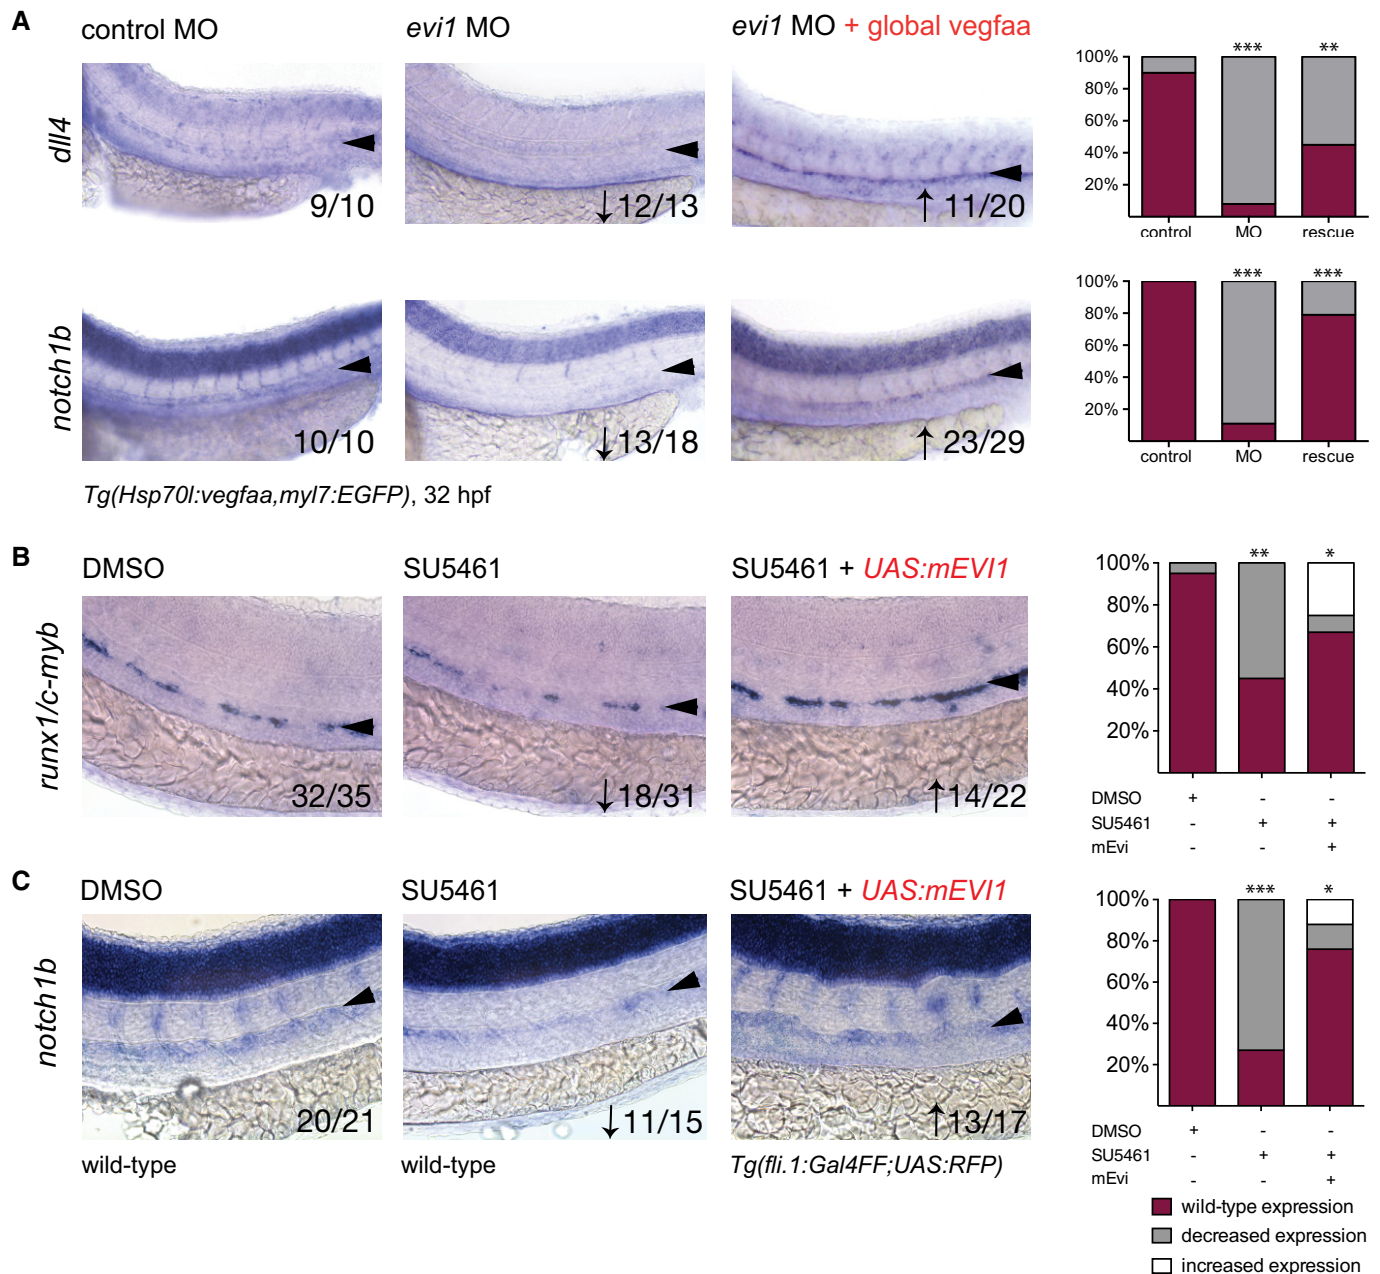 A
control MO
evi1 MO
evi1 MO + global vegfaa
dll4
9/10
↓12/13
↑11/20
100%
80%
60%
40%
20%
***
**
control
MO
rescue
notch1b
10/10
↓13/18
↑23/29
100%
80%
60%
40%
20%
***
***
control
MO
rescue
Tg(Hsp70l:vegfaa,myl7:EGFP), 32 hpf
B
DMSO
SU5461
SU5461 + UAS:mEVI1
runx1/c-myb
32/35
↓18/31
↑14/22
100%
80%
60%
40%
20%
**
*
DMSO + - -
SU5461 - + +
mEvi - - +
C
DMSO
SU5461
SU5461 + UAS:mEVI1
notch1b
20/21
↓11/15
↑13/17
wild-type
wild-type
Tg(fli.1:Gal4FF;UAS:RFP)
100%
80%
60%
40%
20%
***
*
DMSO + - -
SU5461 - + +
mEvi - - +
wild-type expression
decreased expression
increased expression